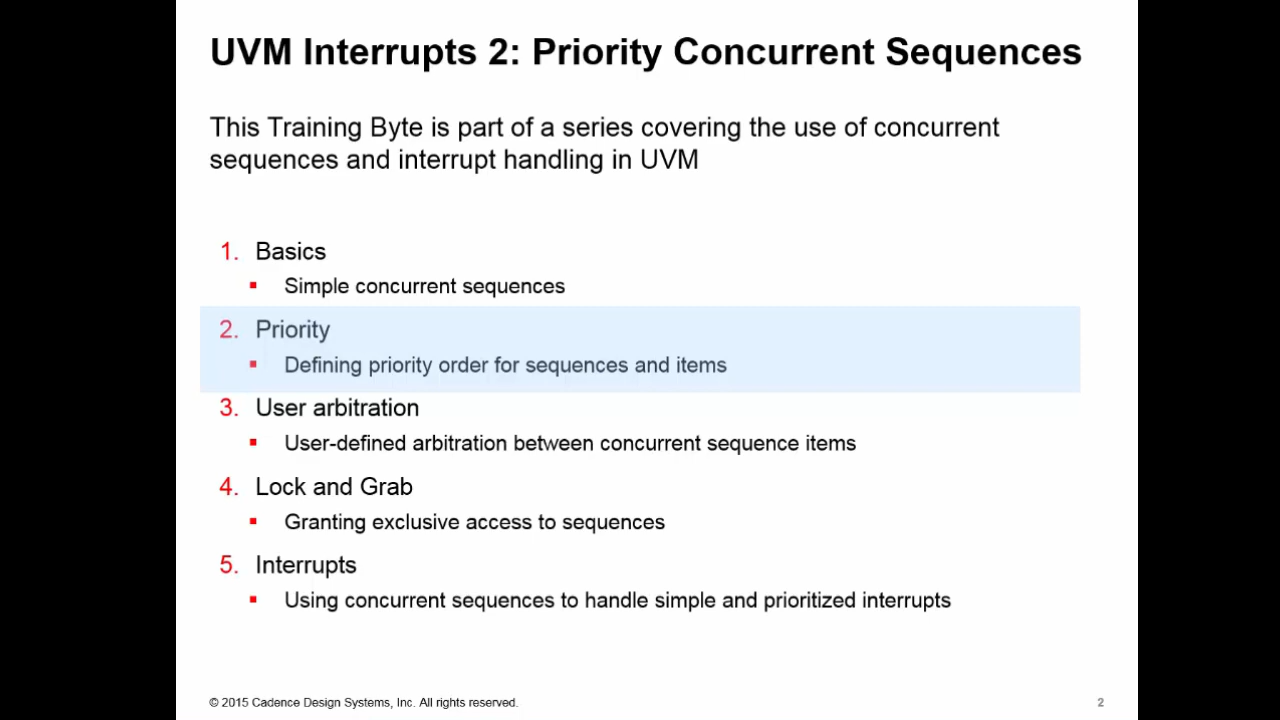 UVM Interrupts 2: Priority Concurrent Sequences
This Training Byte is part of a series covering the use of concurrent
sequences and interrupt handling in UVM
1. Basics
▪ Simple concurrent sequences
2. Priority
▪ Defining priority order for sequences and items
3. User arbitration
▪ User-defined arbitration between concurrent sequence items
4. Lock and Grab
▪ Granting exclusive access to sequences
5. Interrupts
▪ Using concurrent sequences to handle simple and prioritized interrupts
© 2015 Cadence Design Systems, Inc. All rights reserved.
2